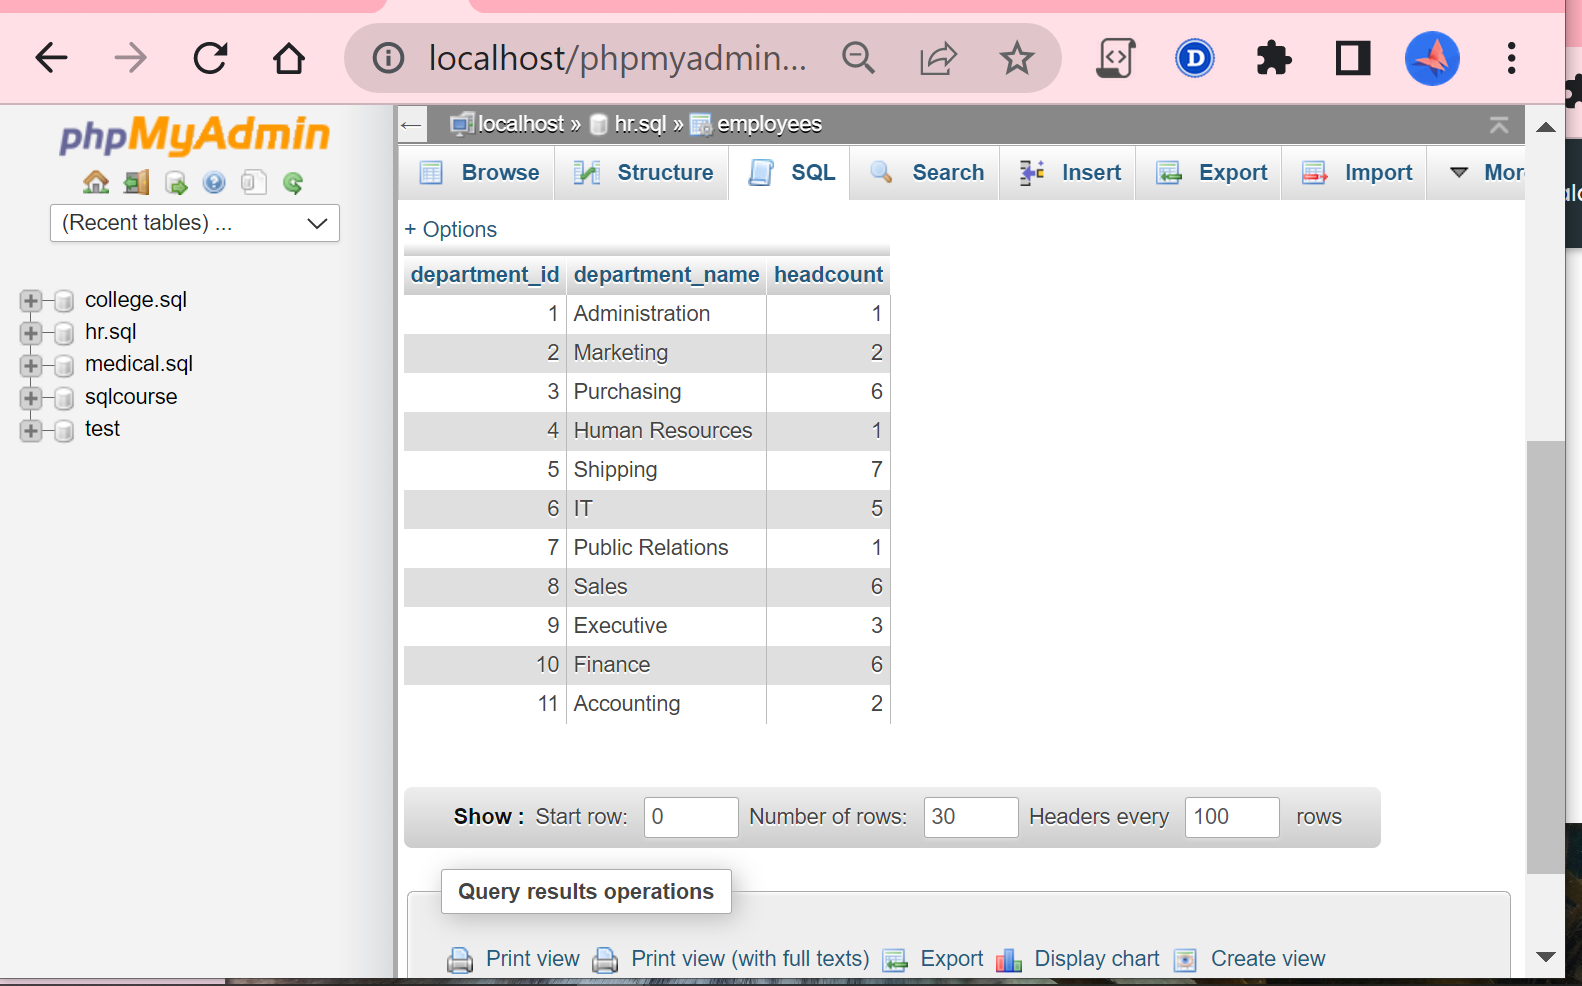 localhost/phpmyadmin...
phpMyAdmin
(Recent tables) ...
college.sql
hr.sql
medical.sql
sqlcourse
test
localhost » hr.sql » employees
Browse Structure SQL Search Insert Export Import
+ Options
department_id department_name headcount
1 Administration 1
2 Marketing 2
3 Purchasing 6
4 Human Resources 1
5 Shipping 7
6 IT 5
7 Public Relations 1
8 Sales 6
9 Executive 3
10 Finance 6
11 Accounting 2
Show : Start row: 0 Number of rows: 30 Headers every 100 rows
Query results operations
Print view Print view (with full texts) Export Display chart Create view